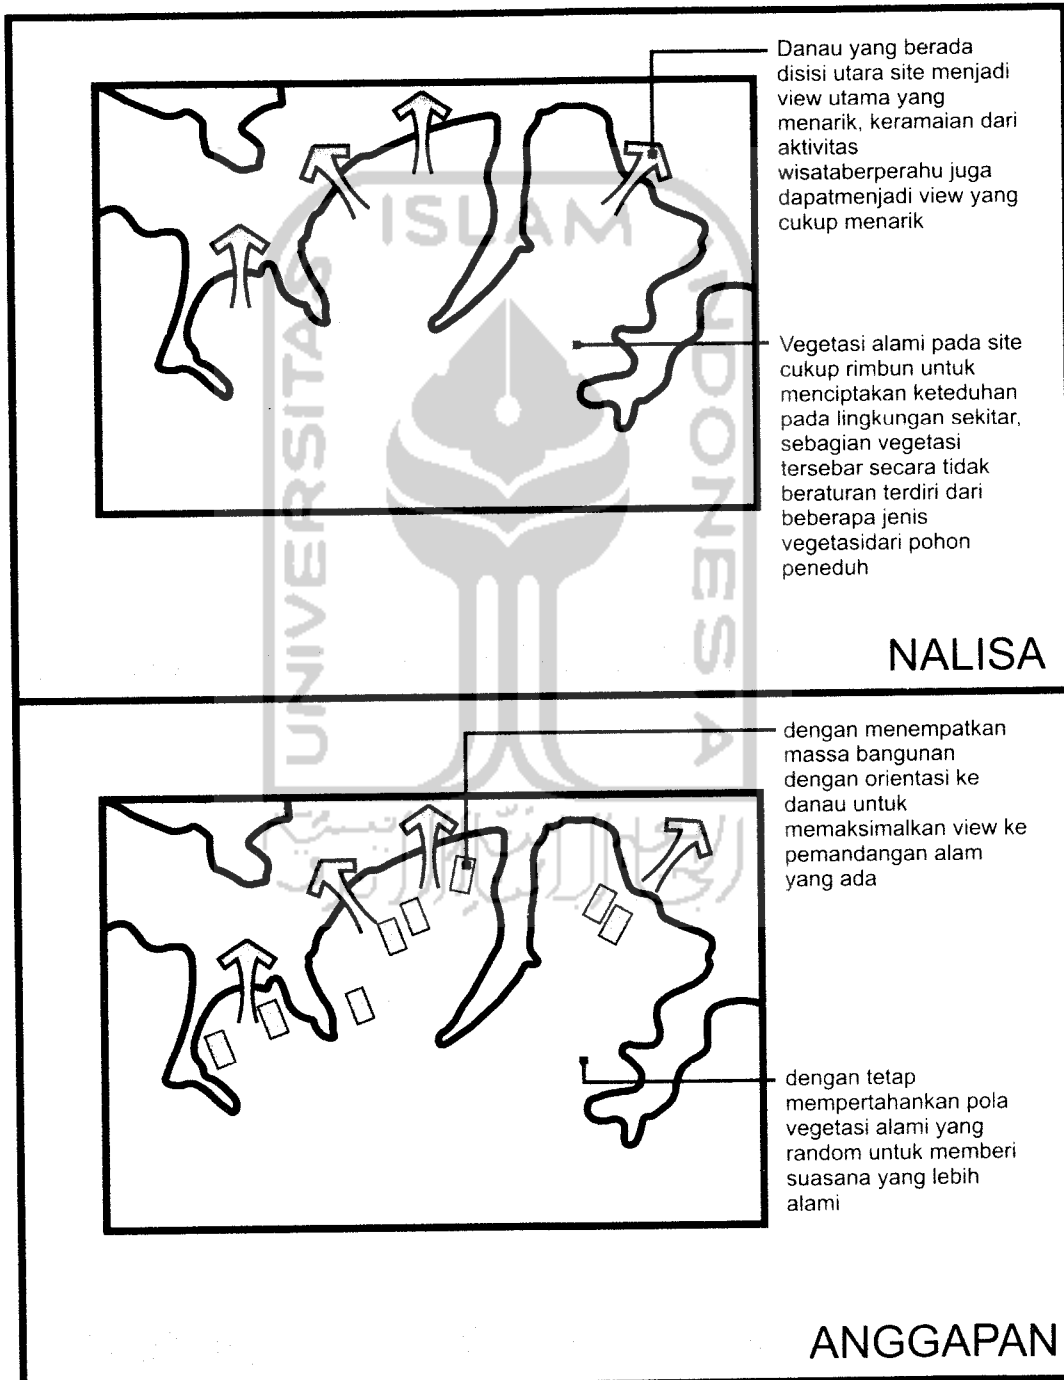 Danau yang berada
disisi utara site menjadi
view utama yang
menarik, keramaian dari
aktivitas
wisataberperahu juga
dapatmenjadi view yang
cukup menarik
Vegetasi alami pada site
cukup rimbun untuk
menciptakan keteduhan
pada lingkungan sekitar,
sebagian vegetasi
tersebar secara tidak
beraturan terdiri dari
beberapa jenis
vegetasidari pohon
peneduh
NALISA
dengan menempatkan
massa bangunan
dengan orientasi ke
danau untuk
memaksimalkan view ke
pemandangan alam
yang ada
dengan tetap
mempertahankan pola
vegetasi alami yang
random untuk memberi
suasana yang lebih
alami
ANGGAPAN
UNIVERSITAS
ISLAM
INDONESIA